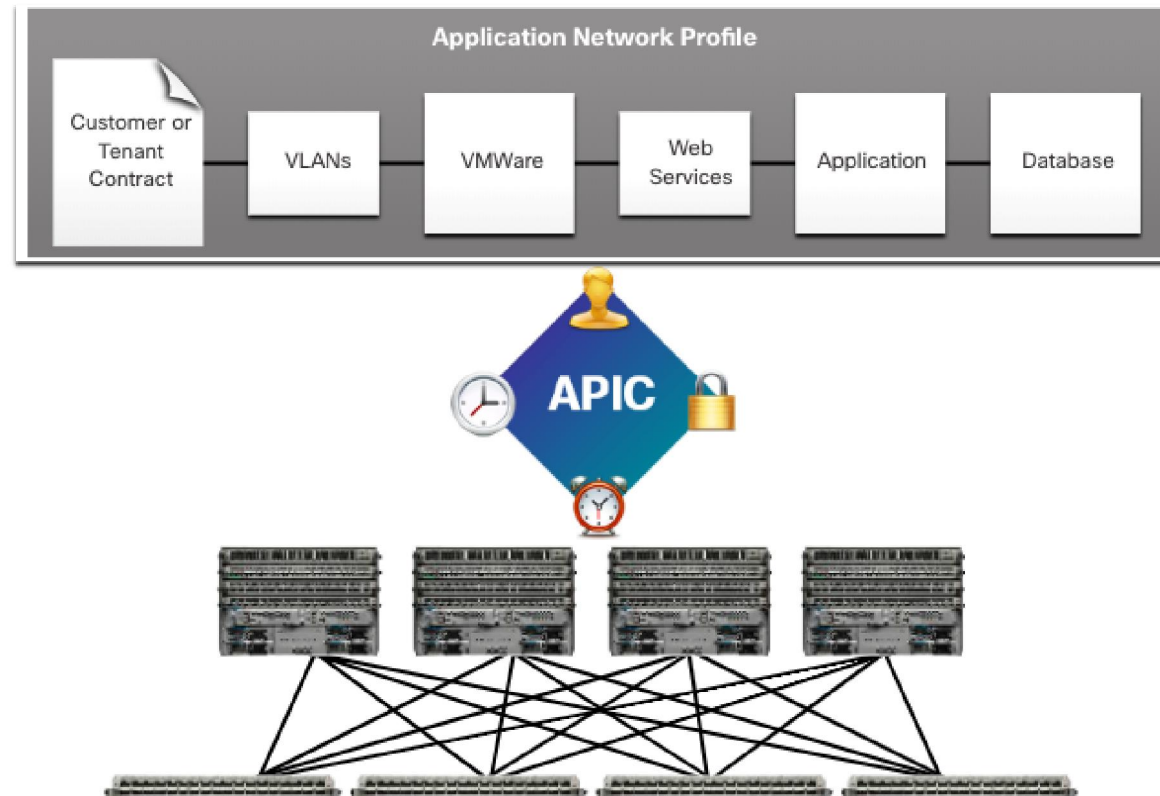 Application Network Profile
Customer or
Tenant
Contract
VLANs
VMWare
Web
Services
Application
Database
APIC